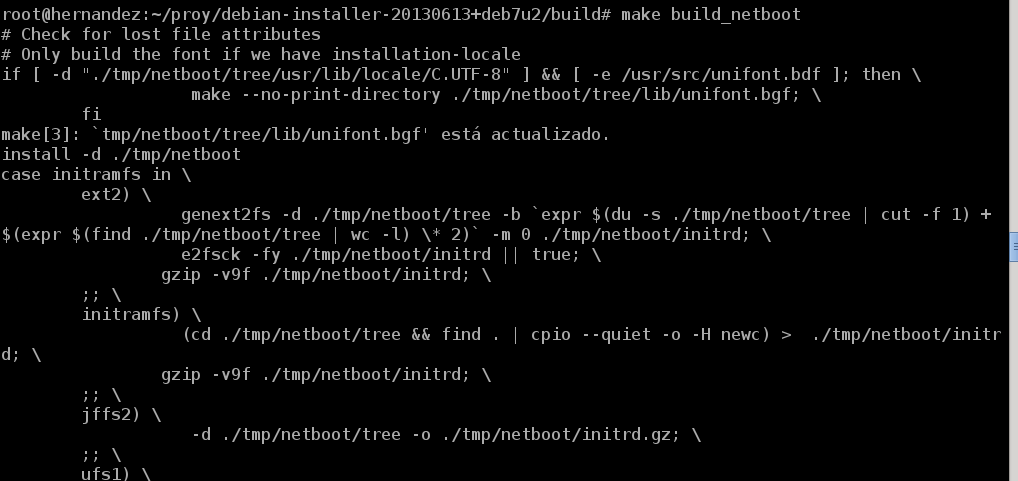 root@hernandez:~/proy/debian-installer-20130613+deb7u2/build# make build_netboot
# Check for lost file attributes
# Only build the font if we have installation-locale
if [ -d "./tmp/netboot/tree/usr/lib/locale/C.UTF-8" ] && [ -e /usr/src/unifont.bdf ]; then \
                   make --no-print-directory ./tmp/netboot/tree/lib/unifont.bgf; \
        fi
make[3]: `tmp/netboot/tree/lib/unifont.bgf' está actualizado.
install -d ./tmp/netboot
case initramfs in \
        ext2) \
                  genext2fs -d ./tmp/netboot/tree -b `expr $(du -s ./tmp/netboot/tree | cut -f 1) +
$(expr $(find ./tmp/netboot/tree | wc -l) \* 2)` -m 0 ./tmp/netboot/initrd; \
                  e2fsck -fy ./tmp/netboot/initrd || true; \
                gzip -v9f ./tmp/netboot/initrd; \
        ;; \
        initramfs) \
                  (cd ./tmp/netboot/tree && find . | cpio --quiet -o -H newc) >  ./tmp/netboot/initr
d; \
                gzip -v9f ./tmp/netboot/initrd; \
        ;; \
        jffs2) \
                   -d ./tmp/netboot/tree -o ./tmp/netboot/initrd.gz; \
        ;; \
        ufs1) \